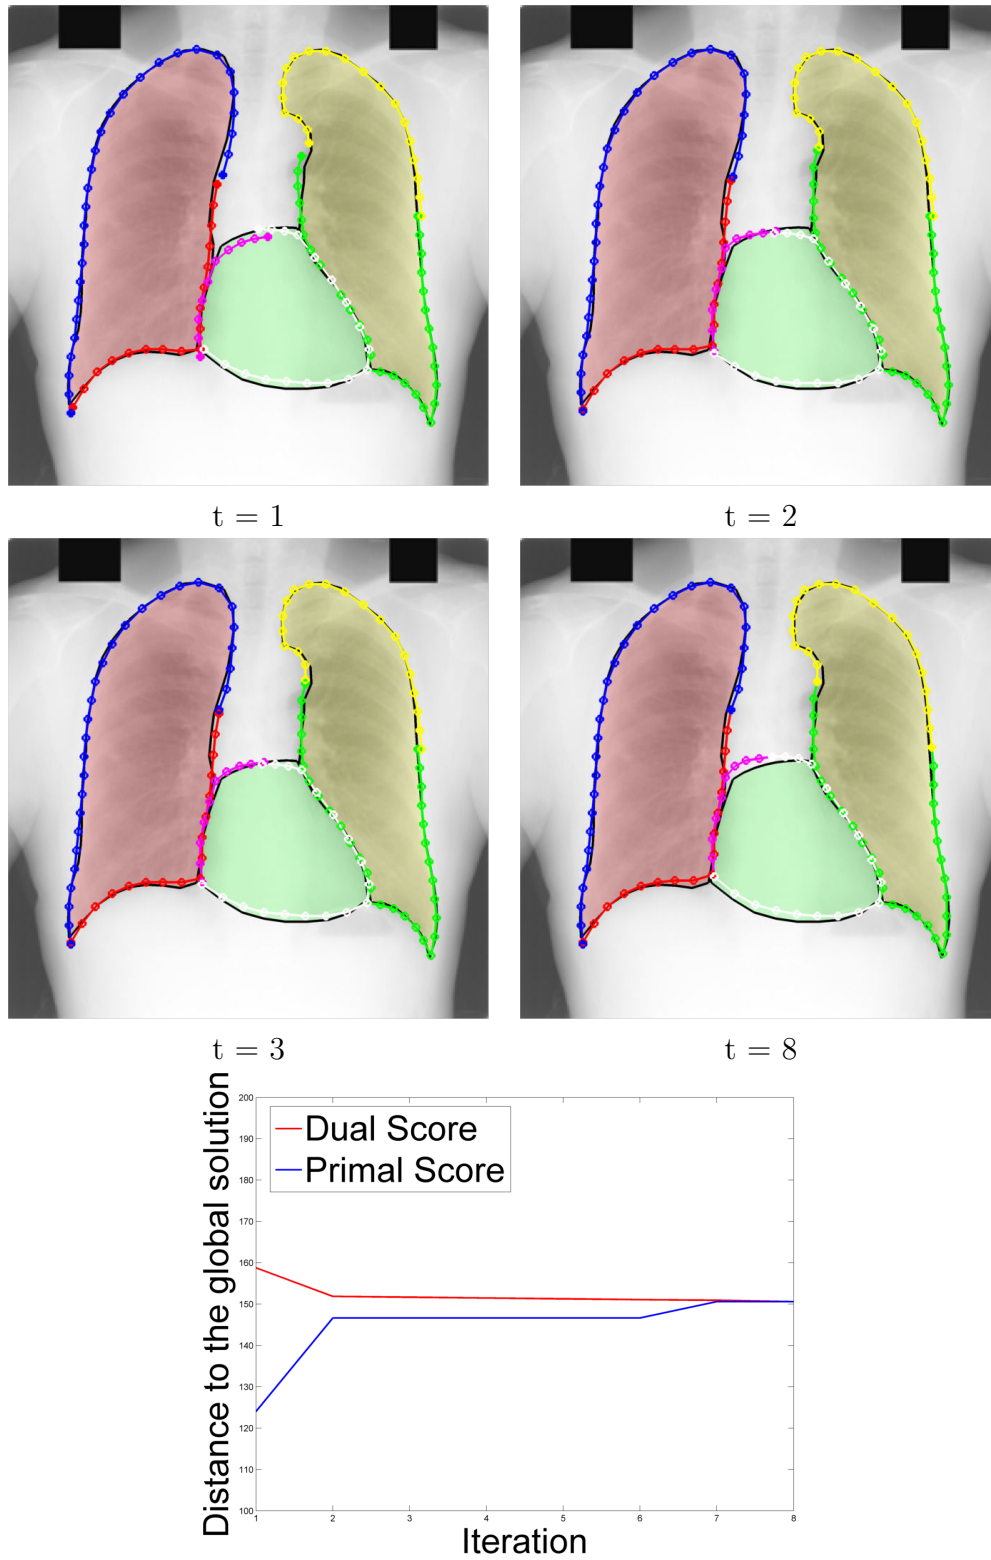 t = 1
t = 2
t = 3
t = 8
Distance to the global solution
200
190
180
170
160
150
140
130
120
110
100
Dual Score
Primal Score
1 2 3 4 5 6 7 8
Iteration